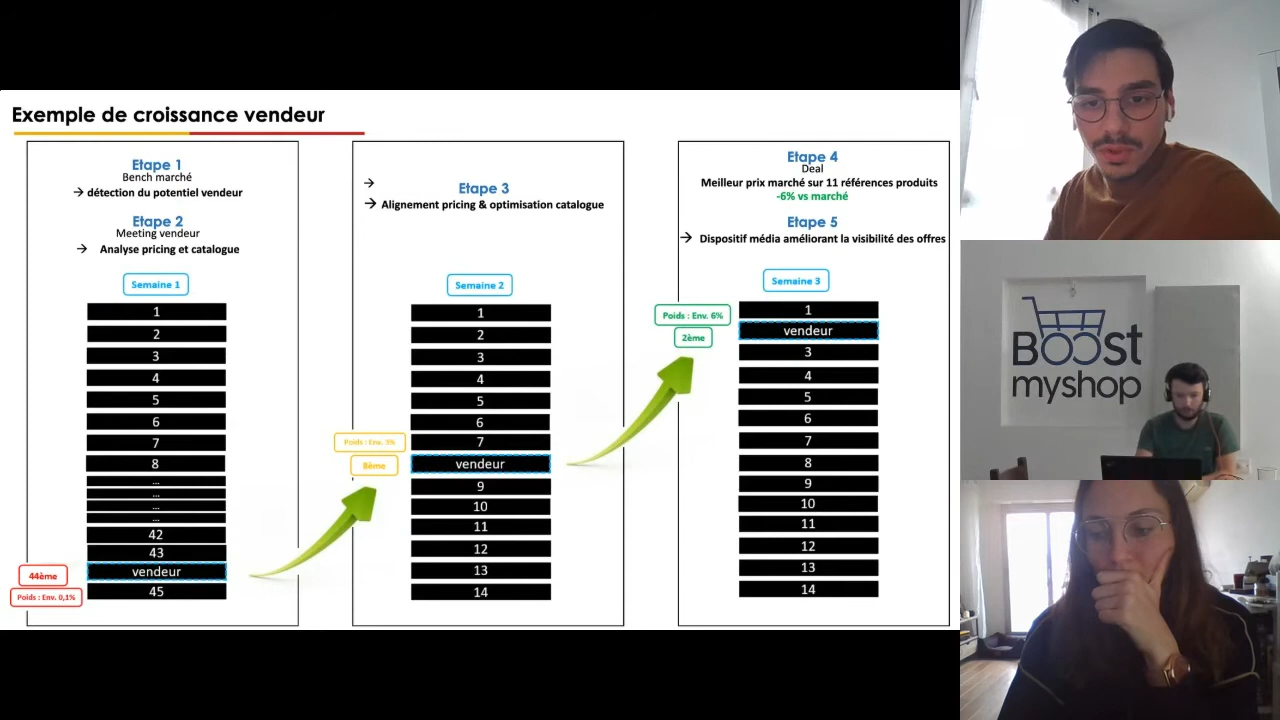 Exemple de croissance vendeur
Etape 1
Bench marché
→ détection du potentiel vendeur
Etape 2
Meeting vendeur
→ Analyse pricing et catalogue
Semaine 1
1
2
3
4
5
6
7
8
...
...
...
...
42
43
vendeur
45
44ème
Poids : Env. 0,1%
→
Etape 3
→ Alignement pricing & optimisation catalogue
Semaine 2
1
2
3
4
5
6
7
vendeur
9
10
11
12
13
14
Poids : Env. 3%
8ème
Etape 4
Deal
Meilleur prix marché sur 11 références produits
-6% vs marché
Etape 5
→ Dispositif média améliorant la visibilité des offres
Semaine 3
1
vendeur
3
4
5
6
7
8
9
10
11
12
13
14
Poids : Env. 6%
2ème
BOOst
myshop